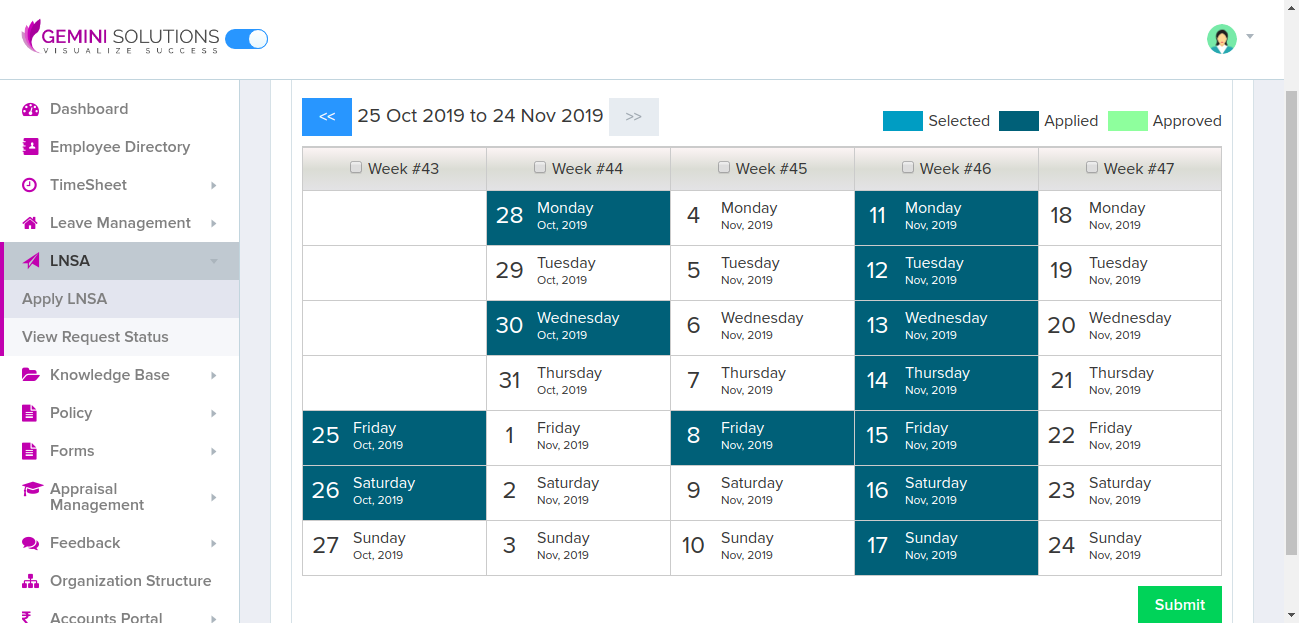 GEMINI SOLUTIONS
VISUALIZE SUCCESS
Dashboard
Employee Directory
TimeSheet
Leave Management
LNSA
Apply LNSA
View Request Status
Knowledge Base
Policy
Forms
Appraisal
Management
Feedback
Organization Structure
Accounts Portal
<< 25 Oct 2019 to 24 Nov 2019 >>
Selected Applied Approved
Week #43 Week #44 Week #45 Week #46 Week #47
28 Monday 4 Monday 11 Monday 18 Monday
Oct, 2019 Nov, 2019 Nov, 2019 Nov, 2019
29 Tuesday 5 Tuesday 12 Tuesday 19 Tuesday
Oct, 2019 Nov, 2019 Nov, 2019 Nov, 2019
30 Wednesday 6 Wednesday 13 Wednesday 20 Wednesday
Oct, 2019 Nov, 2019 Nov, 2019 Nov, 2019
31 Thursday 7 Thursday 14 Thursday 21 Thursday
Oct, 2019 Nov, 2019 Nov, 2019 Nov, 2019
25 Friday 1 Friday 8 Friday 15 Friday 22 Friday
Oct, 2019 Nov, 2019 Nov, 2019 Nov, 2019 Nov, 2019
26 Saturday 2 Saturday 9 Saturday 16 Saturday 23 Saturday
Oct, 2019 Nov, 2019 Nov, 2019 Nov, 2019 Nov, 2019
27 Sunday 3 Sunday 10 Sunday 17 Sunday 24 Sunday
Oct, 2019 Nov, 2019 Nov, 2019 Nov, 2019 Nov, 2019
Submit